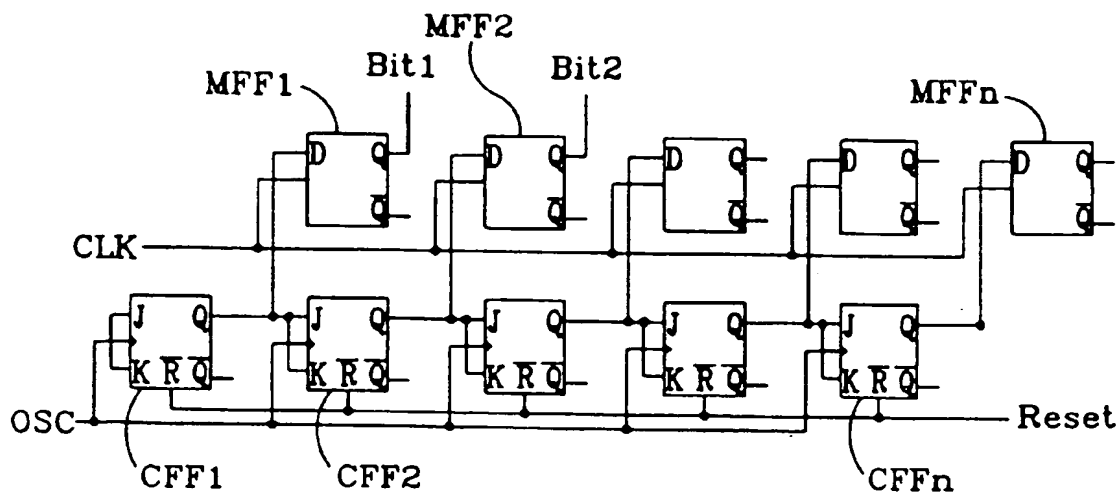 MFF2
MFF1 Bit1 Bit2 MFFn
D Q D Q D Q D Q D Q
Q̅ Q̅ Q̅ Q̅ Q̅
CLK
J Q J Q J Q J Q J Q
K R̅ Q̅ K R̅ Q̅ K R̅ Q̅ K R̅ Q̅ K R̅ Q̅
OSC Reset
CFF1 CFF2 CFFn